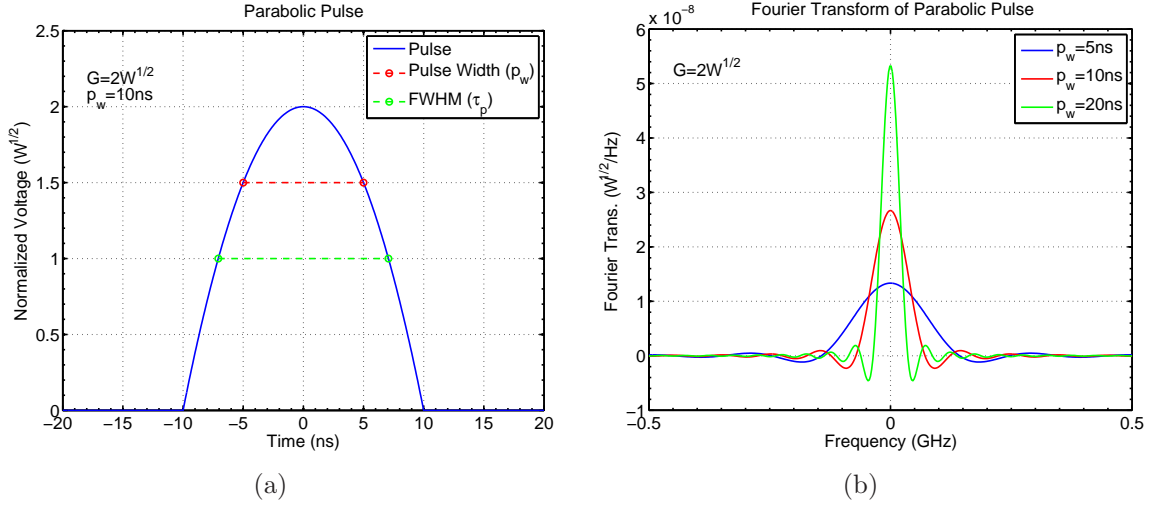 Parabolic Pulse
2.5
2
1.5
1
0.5
0
−20
−15
−10
−5
0
5
10
15
20
Time (ns)
Normalized Voltage (W^{1/2})
G=2W^{1/2}
p_w=10ns
Pulse
Pulse Width (p_w)
FWHM (τ_p)
(a)
Fourier Transform of Parabolic Pulse
x 10^{−8}
6
5
4
3
2
1
0
−1
−0.5
0
0.5
Frequency (GHz)
Fourier Trans. (W^{1/2}/Hz)
G=2W^{1/2}
p_w=5ns
p_w=10ns
p_w=20ns
(b)